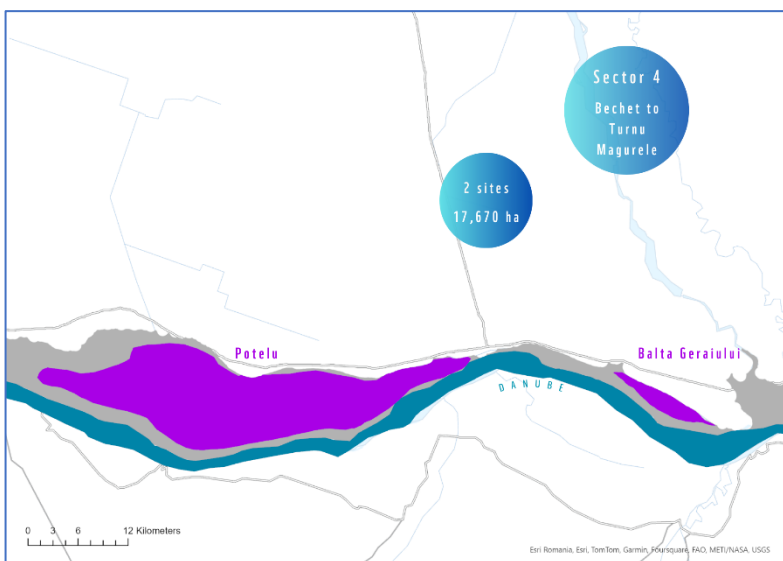 Sector 4
Bechet to
Turnu
Magurele
2 sites
17,670 ha
Potelu
Balta Geraiului
DANUBE
0 3 6 12 Kilometers
Esri Romania, Esri, TomTom, Garmin, Foursquare, FAO, METI/NASA, USGS